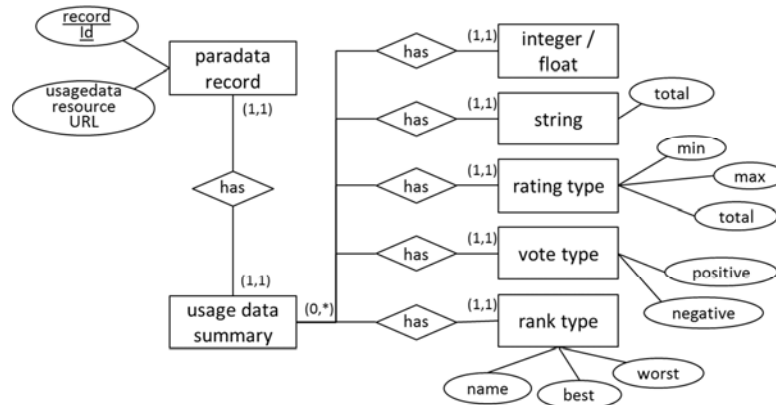 record
Id
usagedata
resource
URL
paradata
record
(1,1)
has
(1,1)
usage data
summary
(0,*)
has
(1,1)
integer /
float
has
(1,1)
string
total
has
(1,1)
rating type
min
max
total
has
(1,1)
vote type
positive
negative
has
(1,1)
rank type
name
best
worst